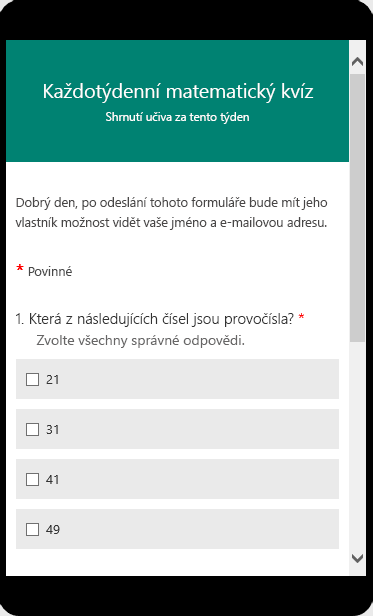 Každotýdenní matematický kvíz
Shrnutí učiva za tento týden
Dobrý den, po odeslání tohoto formuláře bude mít jeho
vlastník možnost vidět vaše jméno a e-mailovou adresu.
* Povinné
1. Která z následujících čísel jsou provočísla? *
Zvolte všechny správné odpovědi.
21
31
41
49